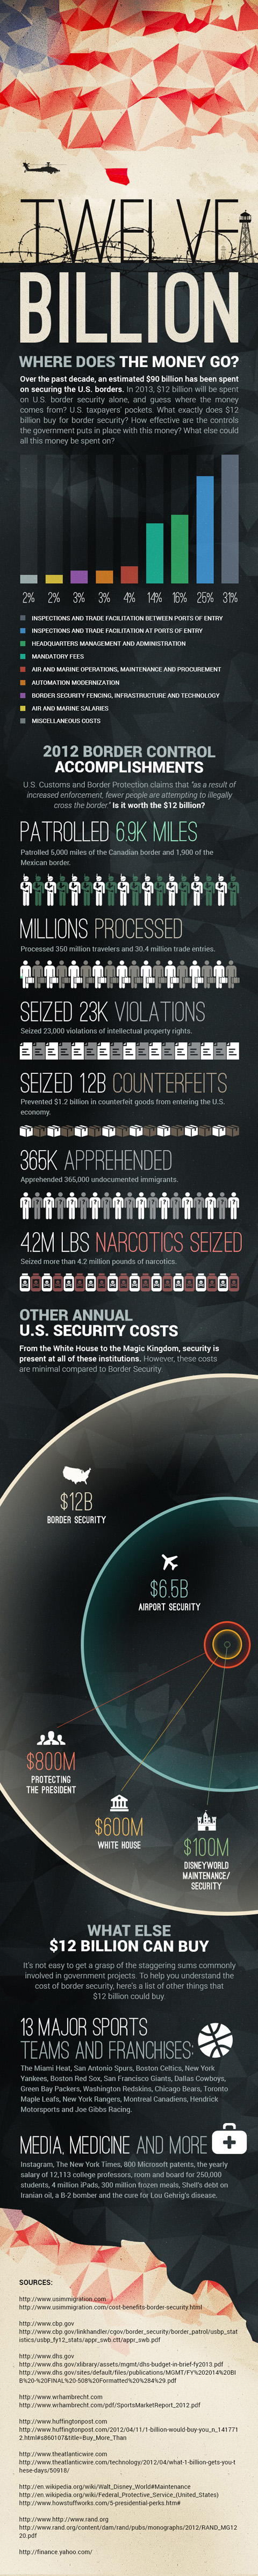 TWELVE
BILLION
WHERE DOES THE MONEY GO?
Over the past decade, an estimated $90 billion has been spent
on securing the U.S. borders. In 2013, $12 billion will be spent
on U.S. border security alone, and guess where the money
comes from? U.S. taxpayers' pockets. What exactly does $12
billion buy for border security? How effective are the controls
the government puts in place with this money? What else could
all this money be spent on?
2% 2% 3% 3% 4% 14% 16% 25% 31%
INSPECTIONS AND TRADE FACILITATION BETWEEN PORTS OF ENTRY
INSPECTIONS AND TRADE FACILITATION AT PORTS OF ENTRY
HEADQUARTERS MANAGEMENT AND ADMINISTRATION
MANDATORY FEES
AIR AND MARINE OPERATIONS, MAINTENANCE AND PROCUREMENT
AUTOMATION MODERNIZATION
BORDER SECURITY FENCING, INFRASTRUCTURE AND TECHNOLOGY
AIR AND MARINE SALARIES
MISCELLANEOUS COSTS
2012 BORDER CONTROL
ACCOMPLISHMENTS
U.S. Customs and Border Protection claims that "as a result of
increased enforcement, fewer people are attempting to illegally
cross the border." Is it worth the $12 billion?
PATROLLED 6.9K MILES
Patrolled 5,000 miles of the Canadian border and 1,900 of the
Mexican border.
MILLIONS PROCESSED
Processed 350 million travelers and 30.4 million trade entries.
SEIZED 23K VIOLATIONS
Seized 23,000 violations of intellectual property rights.
SEIZED 1.2B COUNTERFEITS
Prevented $1.2 billion in counterfeit goods from entering the U.S.
economy.
365K APPREHENDED
Apprehended 365,000 undocumented immigrants.
4.2M LBS NARCOTICS SEIZED
Seized more than 4.2 million pounds of narcotics.
OTHER ANNUAL
U.S. SECURITY COSTS
From the White House to the Magic Kingdom, security is
present at all of these institutions. However, these costs
are minimal compared to Border Security
$12B
BORDER SECURITY
$6.5B
AIRPORT SECURITY
$800M
PROTECTING
THE PRESIDENT
$600M
WHITE HOUSE
$100M
DISNEYWORLD
MAINTENANCE/
SECURITY
WHAT ELSE
$12 BILLION CAN BUY
It's not easy to get a grasp of the staggering sums commonly
involved in government projects. To help you understand the
cost of border security, here's a list of other things that
$12 billion could buy
13 MAJOR SPORTS
TEAMS AND FRANCHISES:
The Miami Heat, San Antonio Spurs, Boston Celtics, New York
Yankees, Boston Red Sox, San Francisco Giants, Dallas Cowboys,
Green Bay Packers, Washington Redskins, Chicago Bears, Toronto
Maple Leafs, New York Rangers, Montreal Canadiens, Hendrick
Motorsports and Joe Gibbs Racing.
MEDIA, MEDICINE AND MORE
Instagram, The New York Times, 800 Microsoft patents, the yearly
salary of 12,113 college professors, room and board for 250,000
students, 4 million iPads, 300 million frozen meals, Shell's debt on
Iranian oil, a B-2 bomber and the cure for Lou Gehrig's disease.
SOURCES:
http://www.usimmigration.com
http://www.usimmigration.com/cost-benefits-border-security.html
http://www.cbp.gov
http://www.cbp.gov/linkhandler/cgov/border_security/border_patrol/usbp_stat
istics/usbp_fy12_stats/appr_swb.ctt/appr_swb.pdf
http://www.dhs.gov
http://www.dhs.gov/xlibrary/assets/mgmt/dhs-budget-in-brief-fy2013.pdf
http://www.dhs.gov/sites/default/files/publications/MGMT/FY%202014%20BI
B%20-%20FINAL%20-508%20Formatted%20%284%29.pdf
http://www.wrhambrecht.com
http://www.wrhambrecht.com/pdf/SportsMarketReport_2012.pdf
http://www.huffingtonpost.com
http://www.huffingtonpost.com/2012/04/11/1-billion-would-buy-you_n_141771
2.html#s860107&title=Buy_More_Than
http://www.theatlanticwire.com
http://www.theatlanticwire.com/technology/2012/04/what-1-billion-gets-you-t
hese-days/50918/
http://en.wikipedia.org/wiki/Walt_Disney_World#Maintenance
http://en.wikipedia.org/wiki/Federal_Protective_Service_(United_States)
http://www.howstuffworks.com/5-presidential-perks.htm#
http://www.http://www.rand.org
http://www.rand.org/content/dam/rand/pubs/monographs/2012/RAND_MG12
20.pdf
http://finance.yahoo.com/